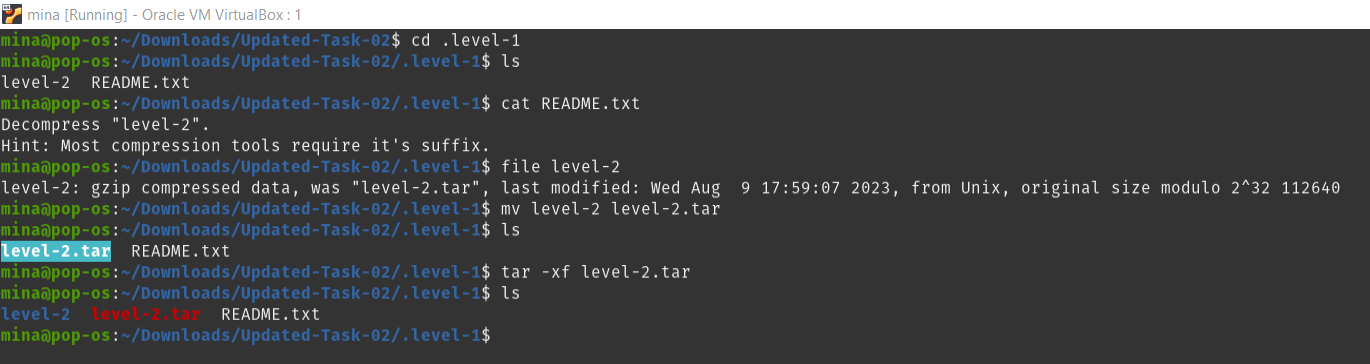 mina [Running] - Oracle VM VirtualBox : 1
mina@pop-os:~/Downloads/Updated-Task-02$ cd .level-1
mina@pop-os:~/Downloads/Updated-Task-02/.level-1$ ls
level-2  README.txt
mina@pop-os:~/Downloads/Updated-Task-02/.level-1$ cat README.txt
Decompress "level-2".
Hint: Most compression tools require it's suffix.
mina@pop-os:~/Downloads/Updated-Task-02/.level-1$ file level-2
level-2: gzip compressed data, was "level-2.tar", last modified: Wed Aug  9 17:59:07 2023, from Unix, original size modulo 2^32 112640
mina@pop-os:~/Downloads/Updated-Task-02/.level-1$ mv level-2 level-2.tar
mina@pop-os:~/Downloads/Updated-Task-02/.level-1$ ls
level-2.tar  README.txt
mina@pop-os:~/Downloads/Updated-Task-02/.level-1$ tar -xf level-2.tar
mina@pop-os:~/Downloads/Updated-Task-02/.level-1$ ls
level-2  level-2.tar  README.txt
mina@pop-os:~/Downloads/Updated-Task-02/.level-1$